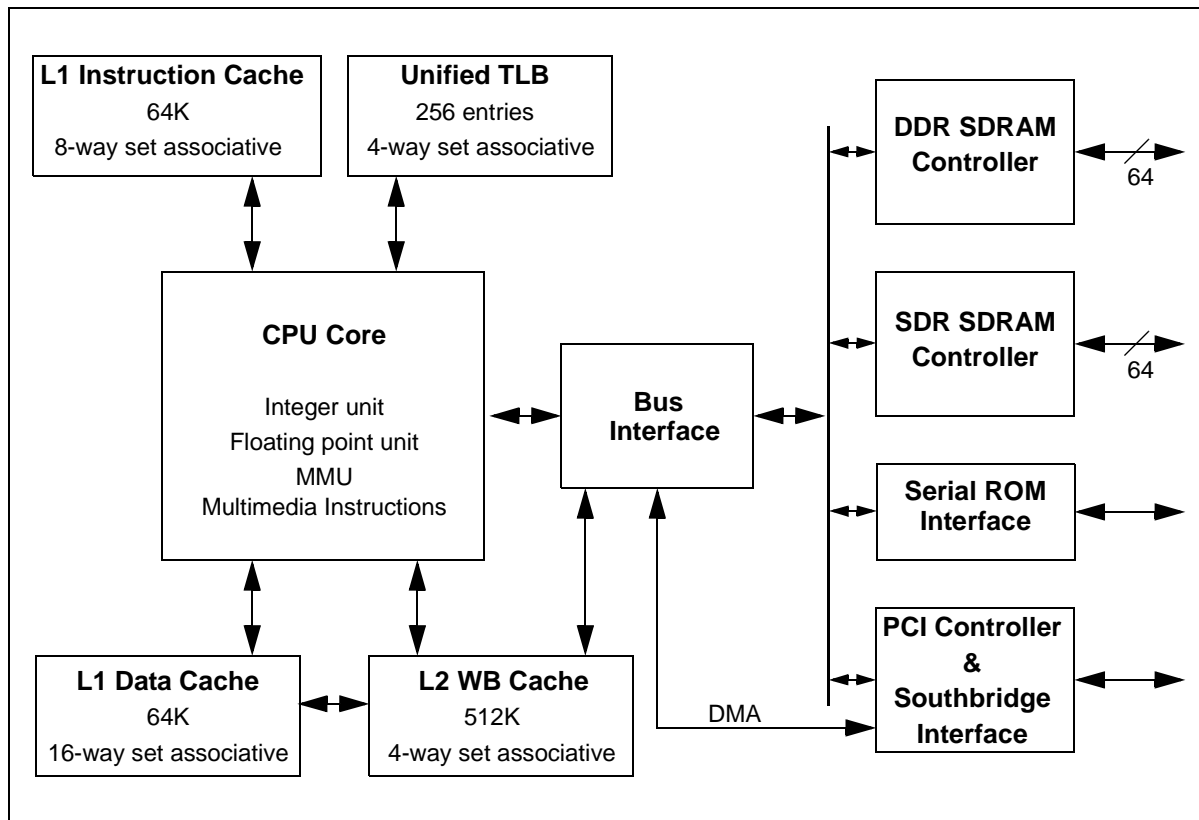 L1 Instruction Cache
64K
8-way set associative
Unified TLB
256 entries
4-way set associative
DDR SDRAM
Controller
64
CPU Core
Integer unit
Floating point unit
MMU
Multimedia Instructions
Bus
Interface
SDR SDRAM
Controller
64
Serial ROM
Interface
L1 Data Cache
64K
16-way set associative
L2 WB Cache
512K
4-way set associative
DMA
PCI Controller
&
Southbridge
Interface